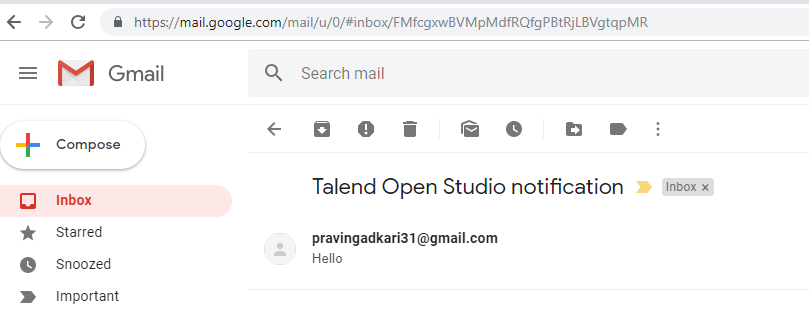 https://mail.google.com/mail/u/0/#inbox/FMfcgxwBVMpMdfRQfgPBtRjLBVgtqpMR
Gmail
Search mail
Compose
Talend Open Studio notification
Inbox x
Inbox
Starred
pravingadkari31@gmail.com
Hello
Snoozed
Important